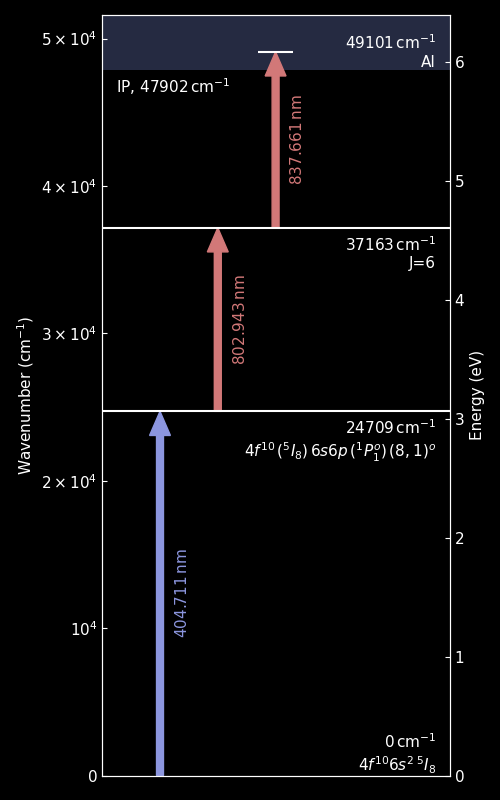 5 × 10⁴
49101 cm⁻¹
AI
6
IP, 47902 cm⁻¹
837.661 nm
4 × 10⁴
5
37163 cm⁻¹
J=6
4
802.943 nm
3 × 10⁴
Wavenumber (cm⁻¹)
Energy (eV)
3
24709 cm⁻¹
4f¹⁰ (⁵I₈) 6s6p (¹P₁ᵒ) (8, 1)ᵒ
2 × 10⁴
2
404.711 nm
10⁴
1
0 cm⁻¹
4f¹⁰6s² ⁵I₈
0
0